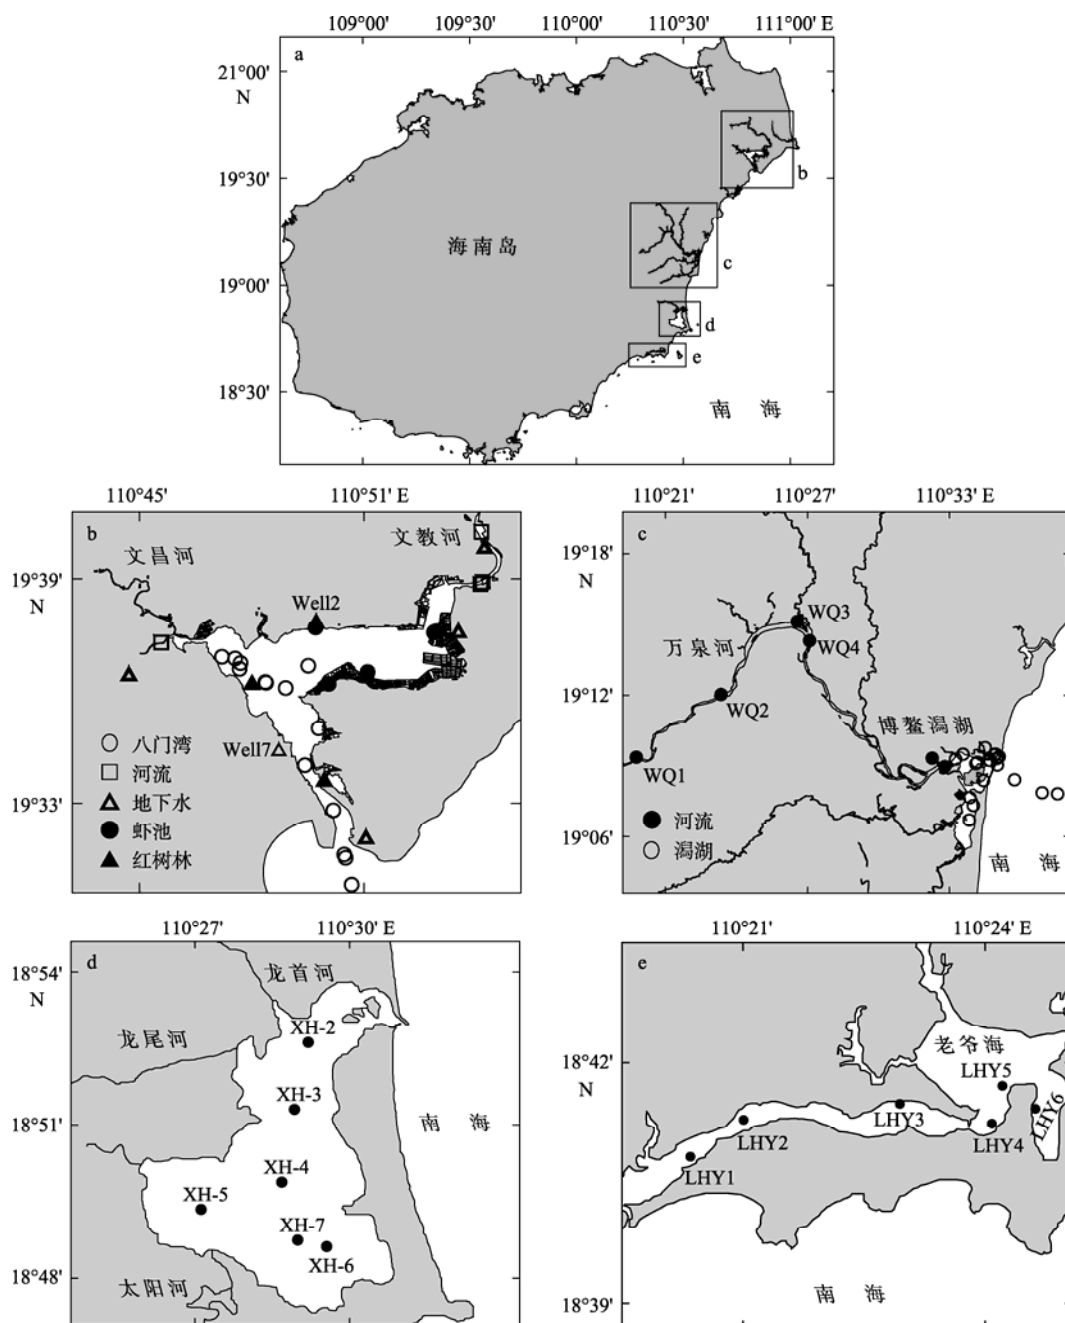 109°00' 109°30' 110°00' 110°30' 111°00' E
a
21°00'
N
19°30'
b
海南岛
c
19°00'
d
e
18°30'
南 海
110°45' 110°51' E
b
文昌河
文教河
19°39'
N
Well2
Well7
八门湾
河流
地下水
虾池
红树林
19°33'
110°21' 110°27' 110°33' E
c
19°18'
N
WQ3
万泉河
WQ4
19°12'
WQ2
博鳌潟湖
WQ1
河流
潟湖
19°06'
南 海
110°27' 110°30' E
d
18°54'
N
龙首河
XH-2
龙尾河
XH-3
18°51'
南 海
XH-4
XH-5
XH-7
XH-6
18°48'
太阳河
110°21' 110°24' E
e
老爷海
18°42'
N
LHY5
LHY6
LHY3
LHY2
LHY4
LHY1
南 海
18°39'